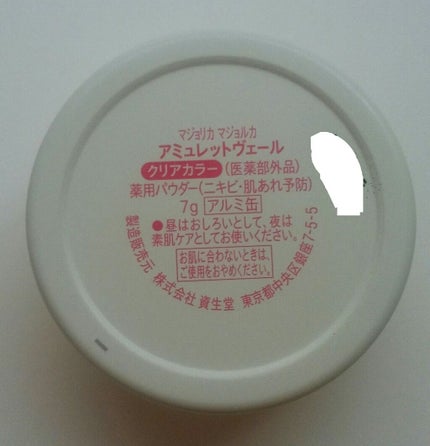 マジョリカ マジョルカ
アミュレットヴェール
クリアカラー（医薬部外品）
薬用パウダー（ニキビ・肌あれ予防）
7g アルミ缶
●昼はおしろいとして、夜は
素肌ケアとしてお使いください。
お肌に合わないときは、
ご使用をおやめください。
製造販売元 株式会社 資生堂 東京都中央区銀座7-5-5